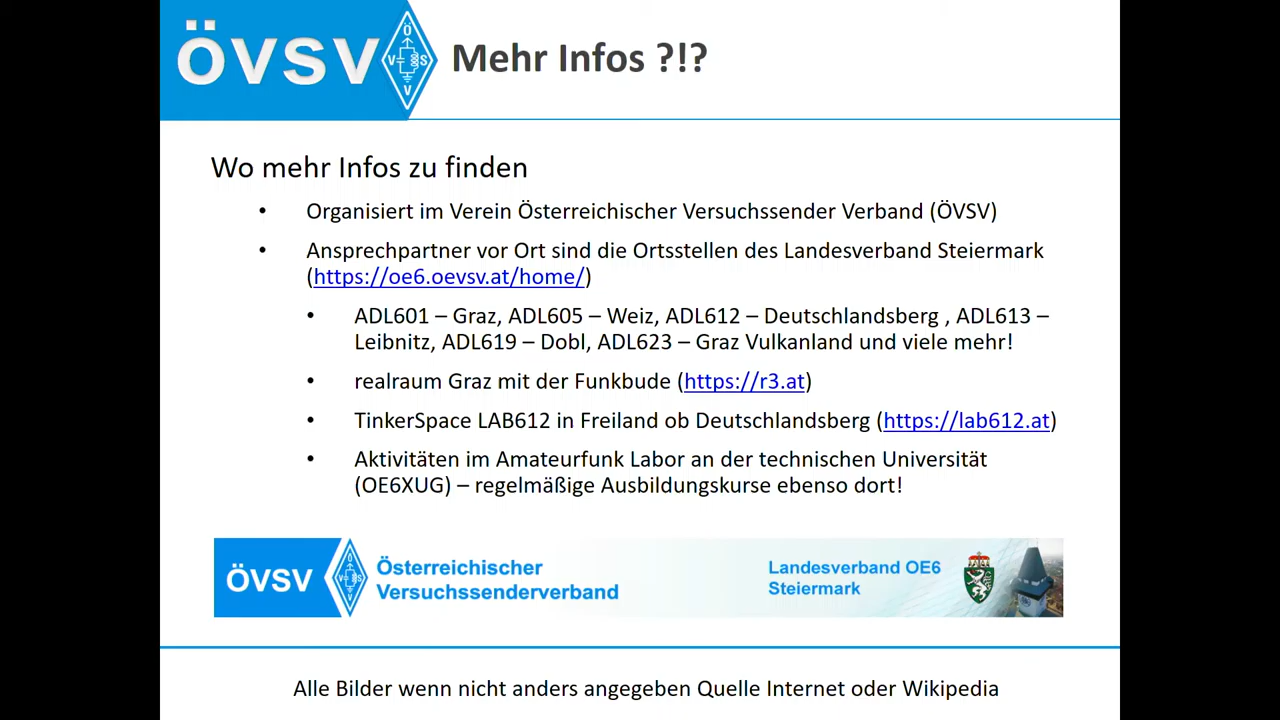 ÖVSV
Ö
V S
V
Mehr Infos ?!?
Wo mehr Infos zu finden
• Organisiert im Verein Österreichischer Versuchssender Verband (ÖVSV)
• Ansprechpartner vor Ort sind die Ortsstellen des Landesverband Steiermark
(https://oe6.oevsv.at/home/)
• ADL601 – Graz, ADL605 – Weiz, ADL612 – Deutschlandsberg , ADL613 –
Leibnitz, ADL619 – Dobl, ADL623 – Graz Vulkanland und viele mehr!
• realraum Graz mit der Funkbude (https://r3.at)
• TinkerSpace LAB612 in Freiland ob Deutschlandsberg (https://lab612.at)
• Aktivitäten im Amateurfunk Labor an der technischen Universität
(OE6XUG) – regelmäßige Ausbildungskurse ebenso dort!
ÖVSV
Ö
V S
V
Österreichischer
Versuchssenderverband
Landesverband OE6
Steiermark
Alle Bilder wenn nicht anders angegeben Quelle Internet oder Wikipedia